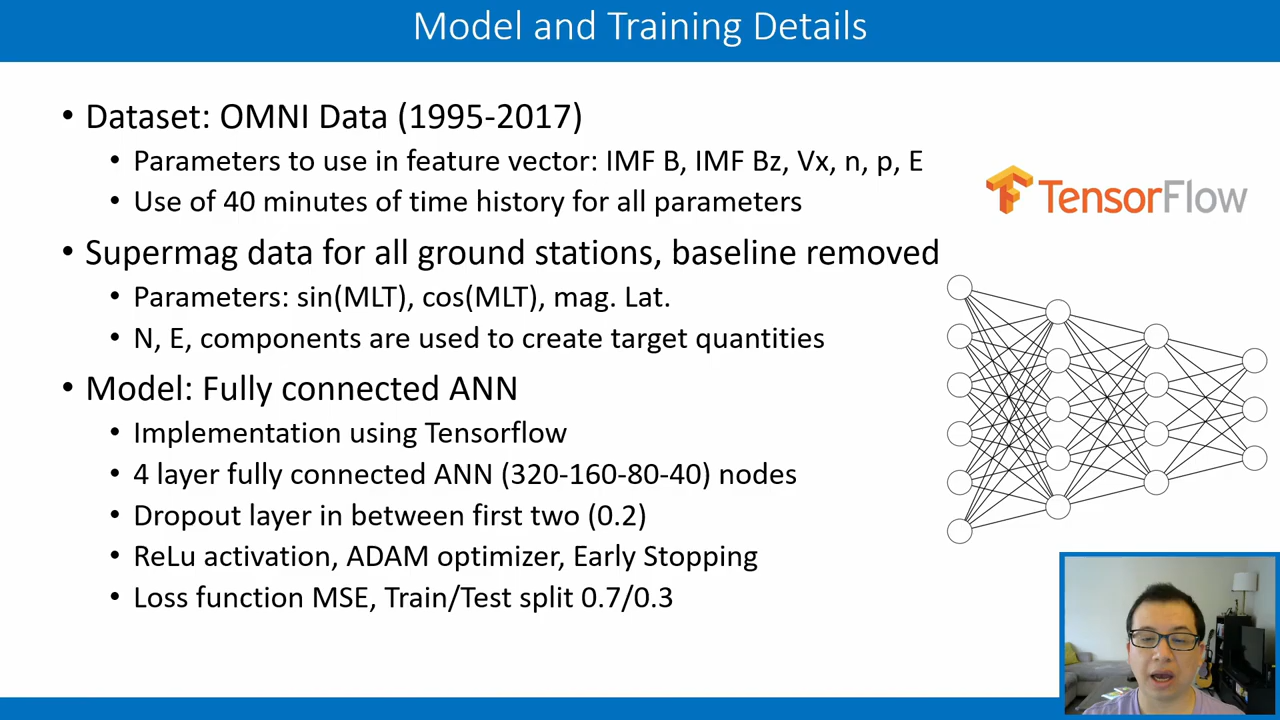 Model and Training Details
• Dataset: OMNI Data (1995-2017)
• Parameters to use in feature vector: IMF B, IMF Bz, Vx, n, p, E
• Use of 40 minutes of time history for all parameters
TensorFlow
• Supermag data for all ground stations, baseline removed
• Parameters: sin(MLT), cos(MLT), mag. Lat.
• N, E, components are used to create target quantities
• Model: Fully connected ANN
• Implementation using Tensorflow
• 4 layer fully connected ANN (320-160-80-40) nodes
• Dropout layer in between first two (0.2)
• ReLu activation, ADAM optimizer, Early Stopping
• Loss function MSE, Train/Test split 0.7/0.3